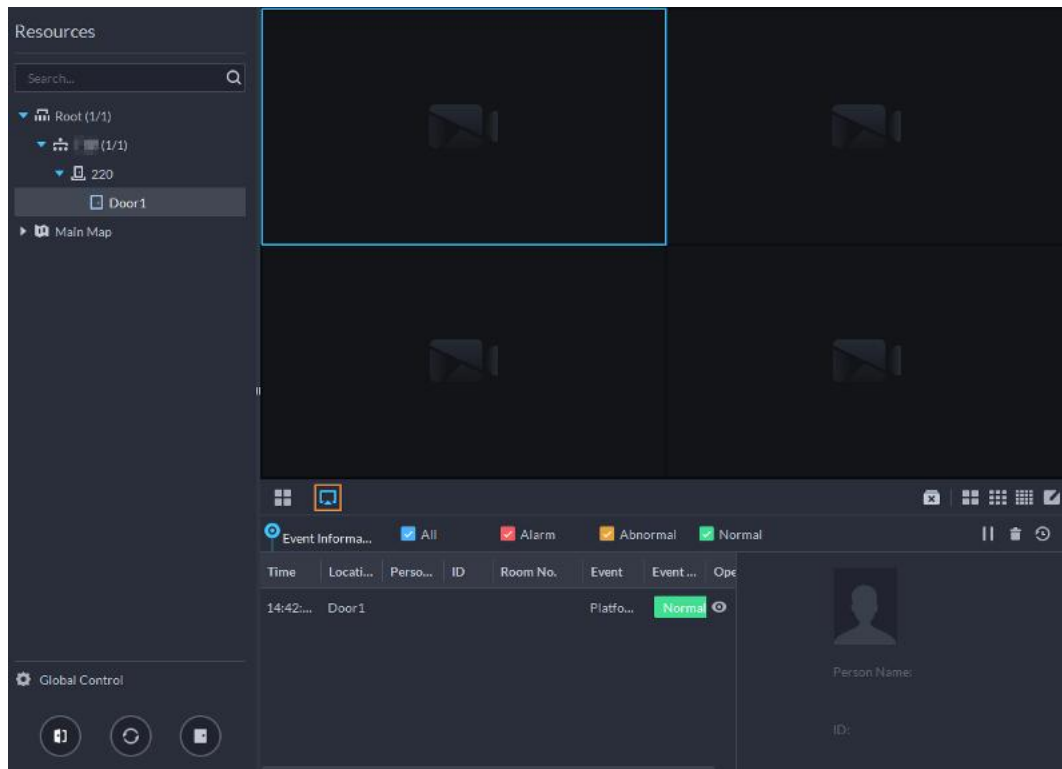 Resources
Search...
Root (1/1)
(1/1)
220
Door1
Main Map
Global Control
Event Informa... All Alarm Abnormal Normal
Time Locati... Perso... ID Room No. Event Event ... Ope
14:42:... Door1 Platfo... Normal
Person Name:
ID: